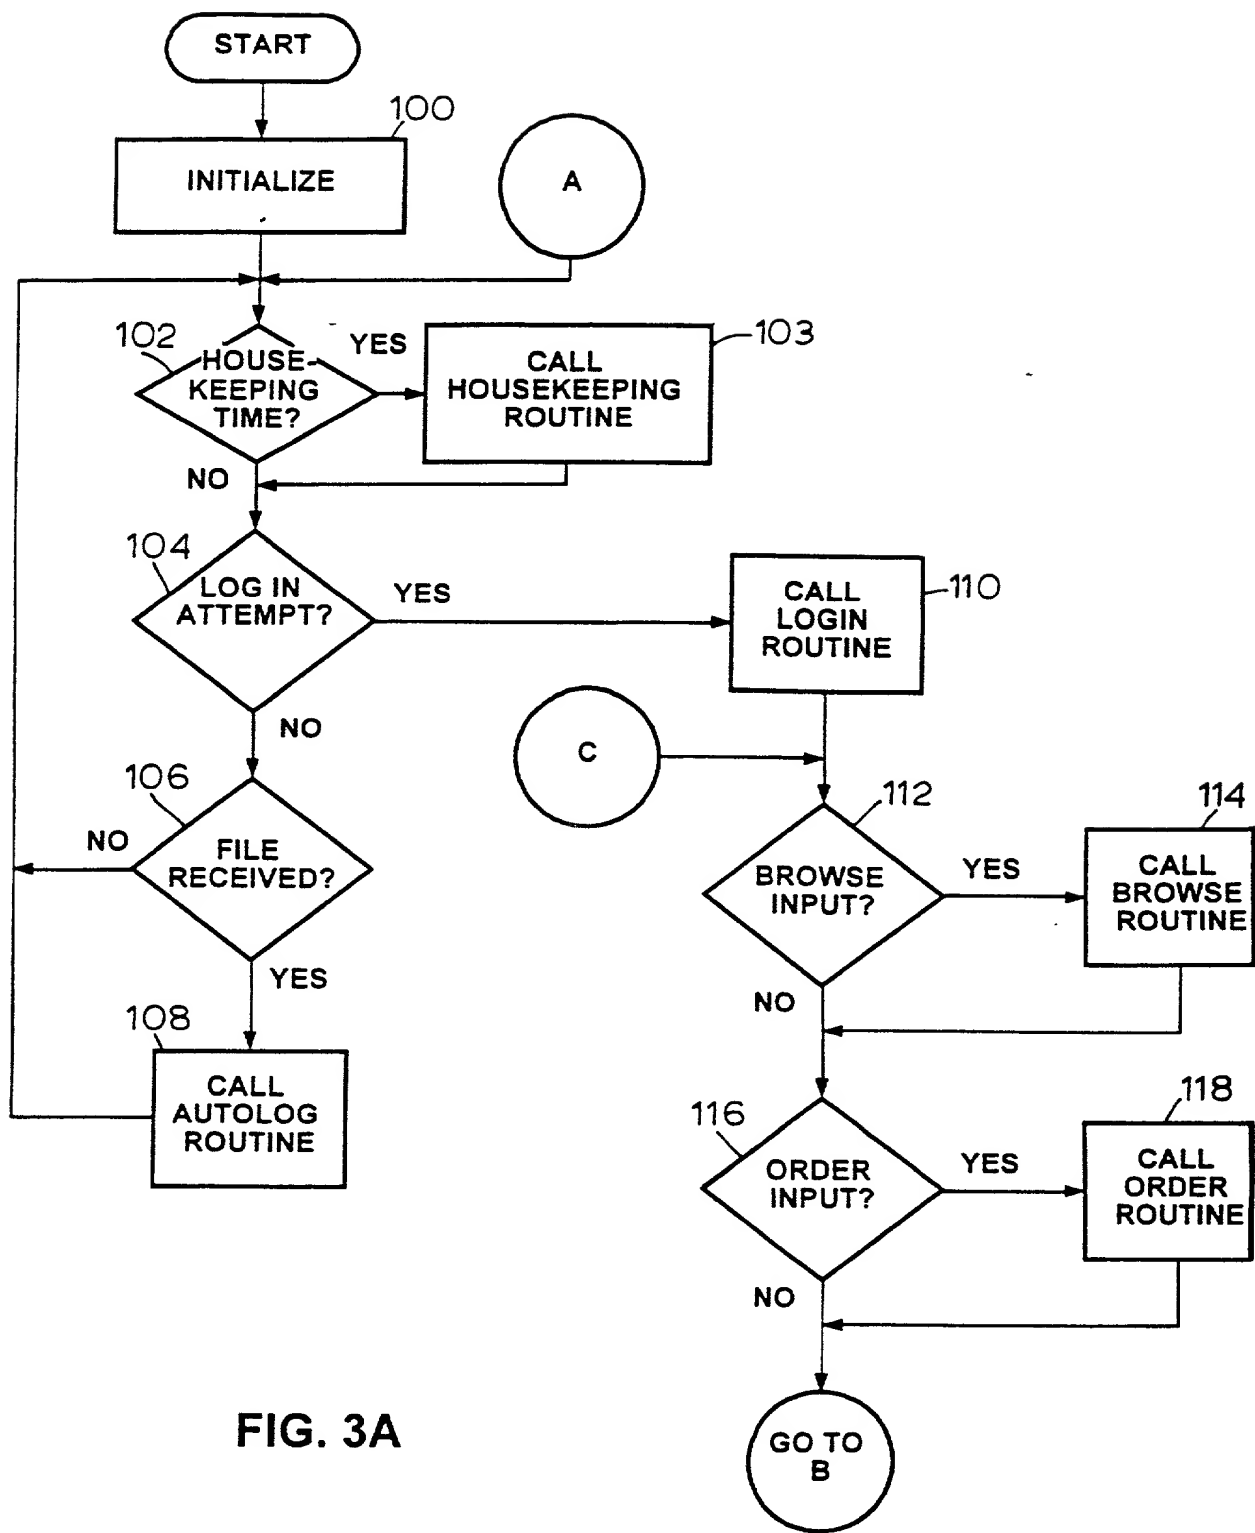 START
100
INITIALIZE
A
102
HOUSE-
KEEPING
TIME?
YES
103
CALL
HOUSEKEEPING
ROUTINE
NO
104
LOG IN
ATTEMPT?
YES
110
CALL
LOGIN
ROUTINE
NO
C
106
NO
FILE
RECEIVED?
YES
112
BROWSE
INPUT?
YES
114
CALL
BROWSE
ROUTINE
NO
108
CALL
AUTOLOG
ROUTINE
116
ORDER
INPUT?
YES
118
CALL
ORDER
ROUTINE
NO
GO TO
B
FIG. 3A